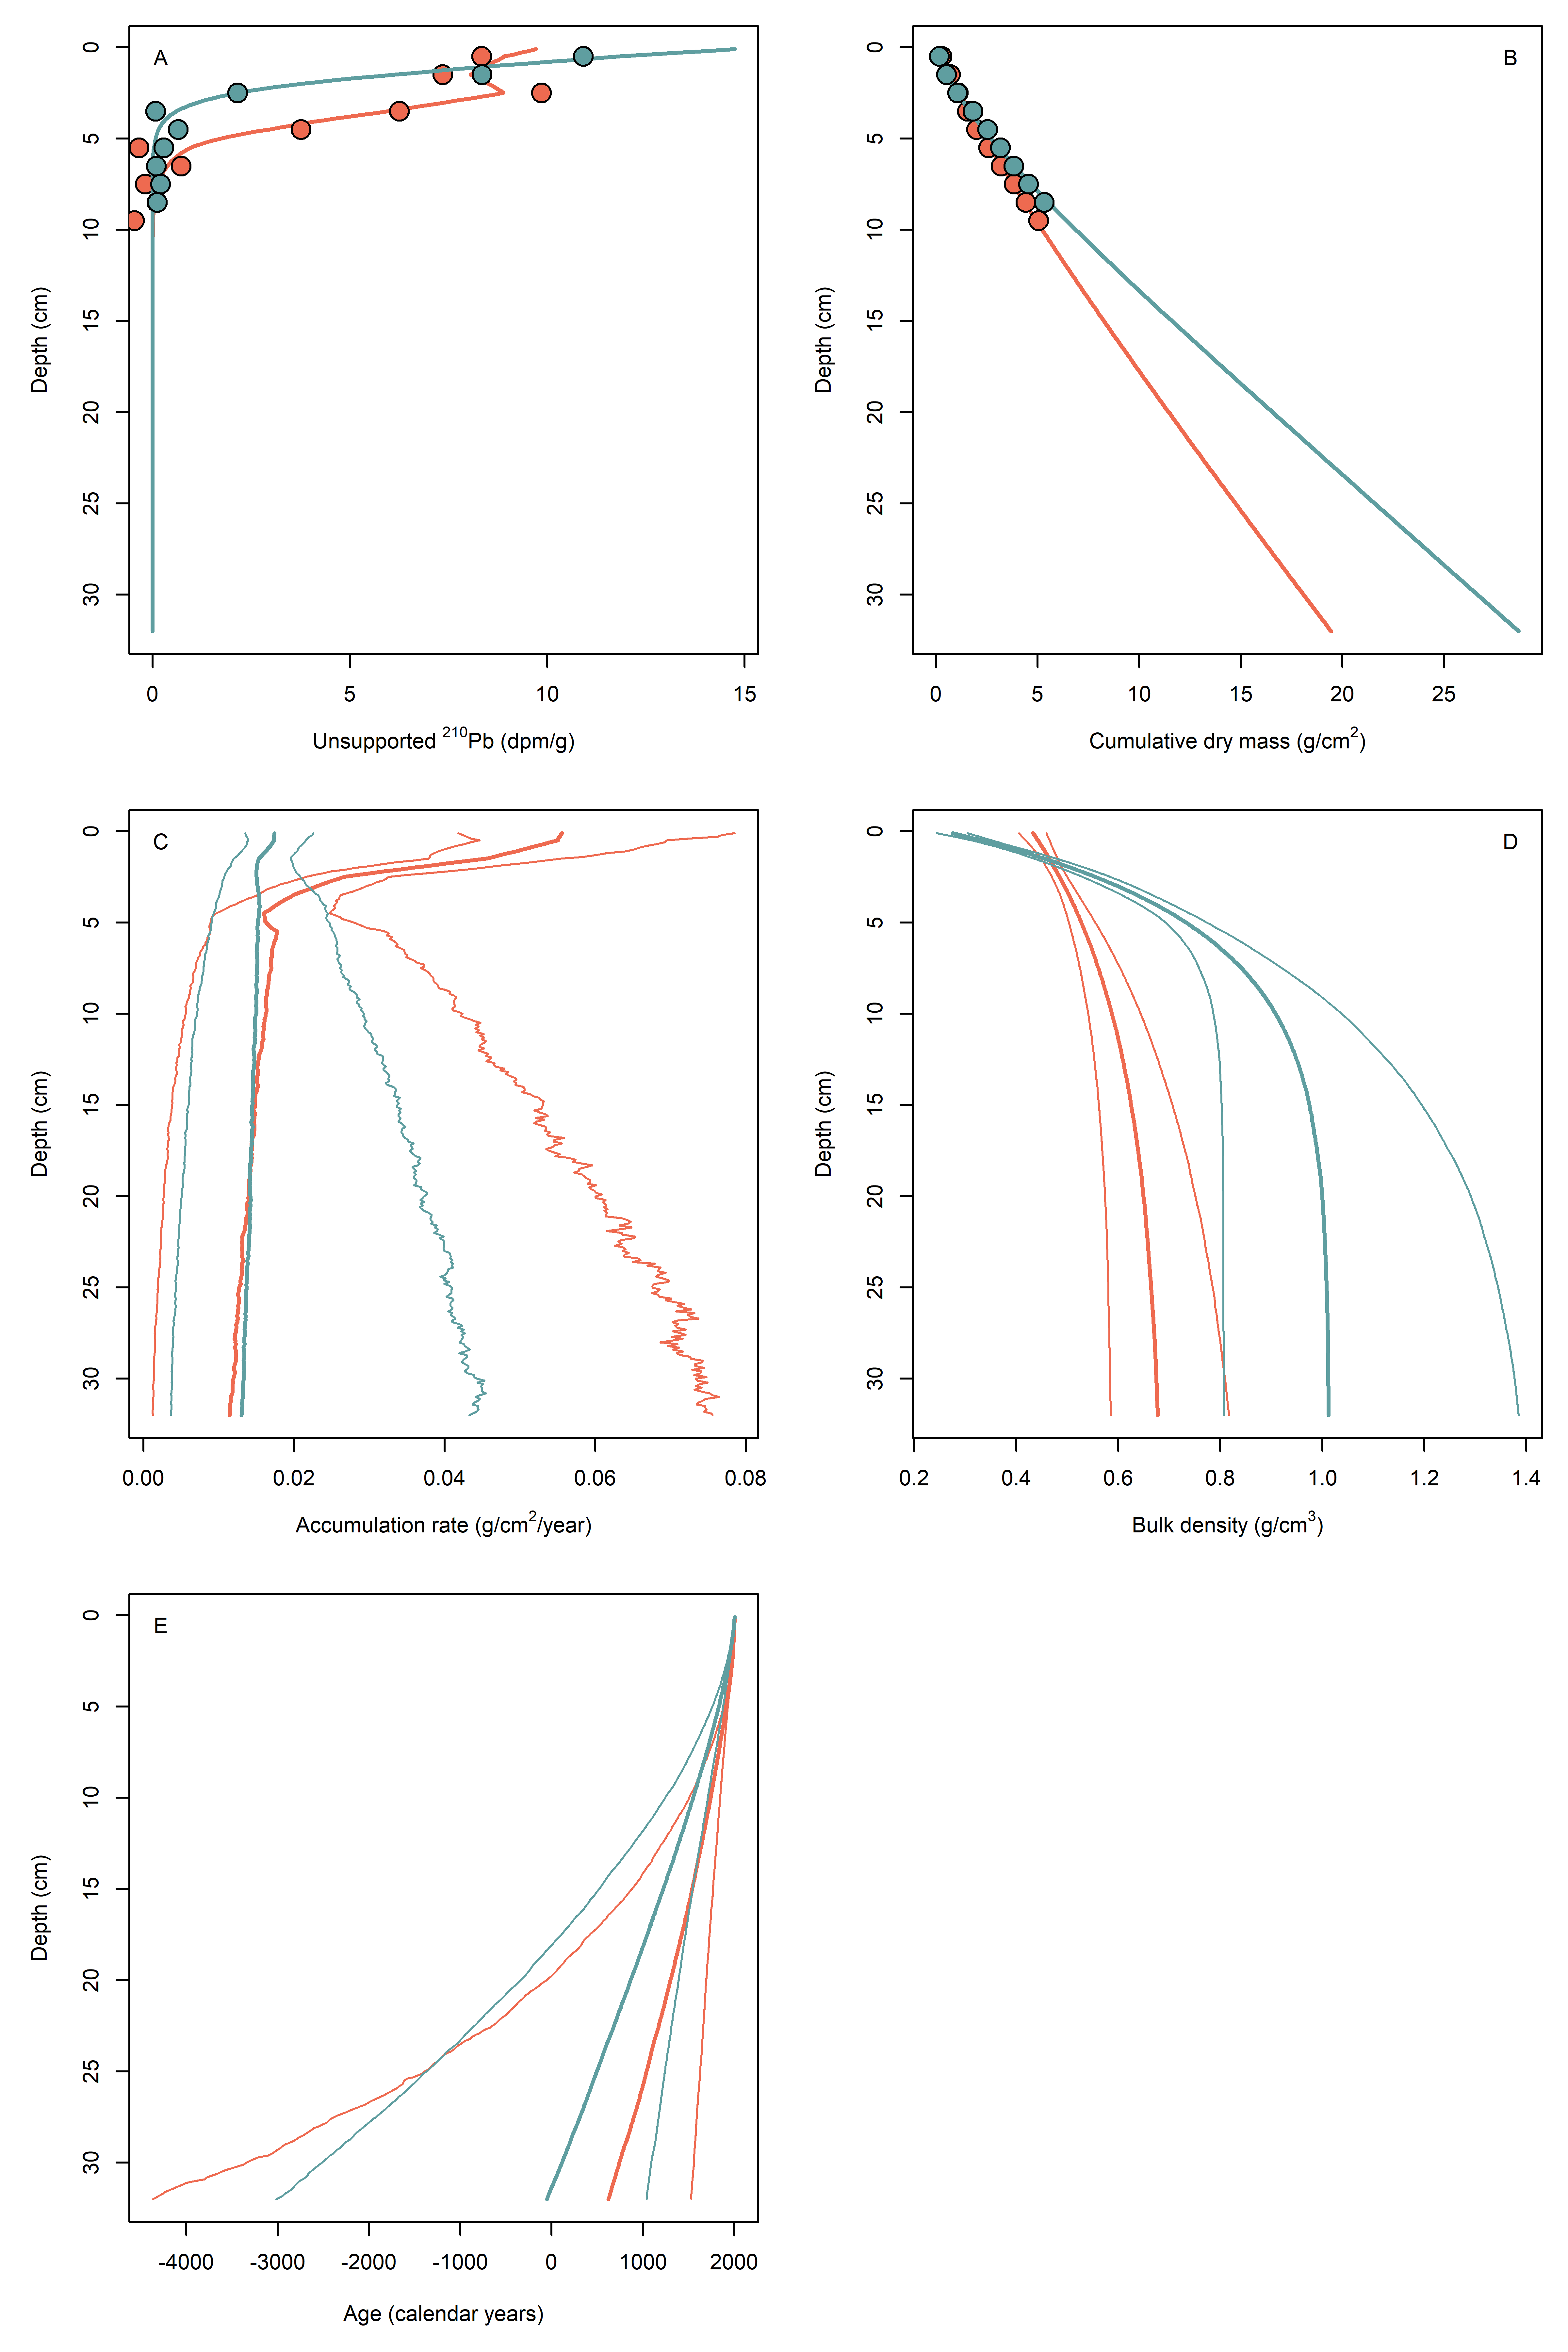 A
0
5
10
15
20
25
30
Depth (cm)
0 5 10 15
Unsupported ²¹⁰Pb (dpm/g)
B
0
5
10
15
20
25
30
Depth (cm)
0 5 10 15 20 25
Cumulative dry mass (g/cm²)
C
0
5
10
15
20
25
30
Depth (cm)
0.00 0.02 0.04 0.06 0.08
Accumulation rate (g/cm²/year)
D
0
5
10
15
20
25
30
Depth (cm)
0.2 0.4 0.6 0.8 1.0 1.2 1.4
Bulk density (g/cm³)
E
0
5
10
15
20
25
30
Depth (cm)
-4000 -3000 -2000 -1000 0 1000 2000
Age (calendar years)